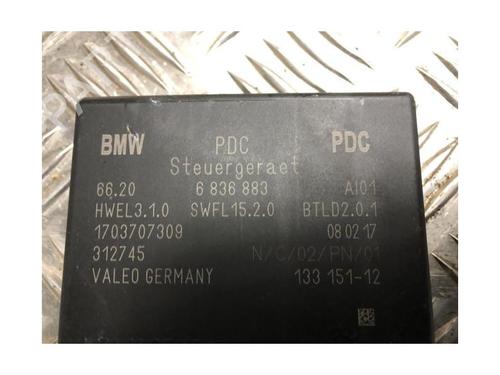 BMW PDC PDC
Steuergeraet
66.20 6 836 883 AI01
HWEL3.1.0 SWFL15.2.0 BTLD2.0.1
1703707309 08 02 17
312745 N/C/02/PN/01
VALEO GERMANY 133 151-12